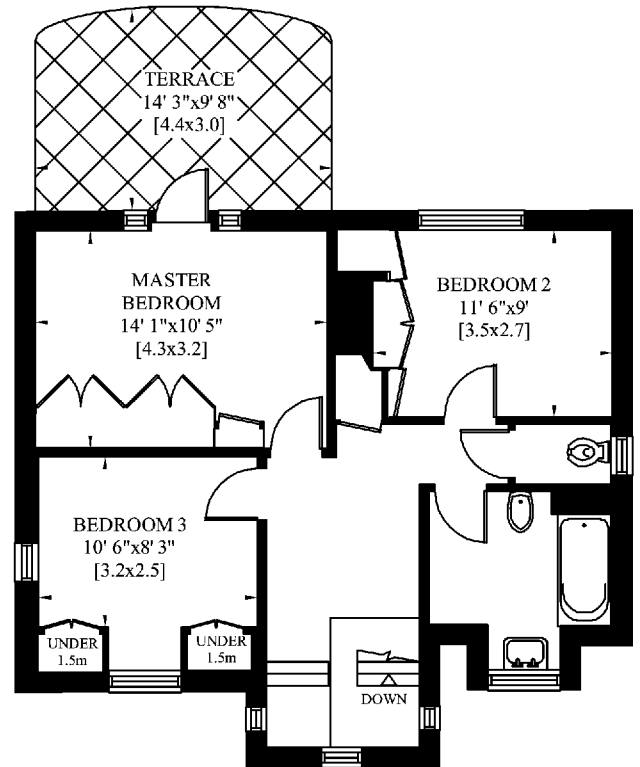 TERRACE
14' 3"x9' 8"
[4.4x3.0]
MASTER
BEDROOM
14' 1"x10' 5"
[4.3x3.2]
BEDROOM 2
11' 6"x9'
[3.5x2.7]
BEDROOM 3
10' 6"x8' 3"
[3.2x2.5]
UNDER
1.5m
UNDER
1.5m
DOWN